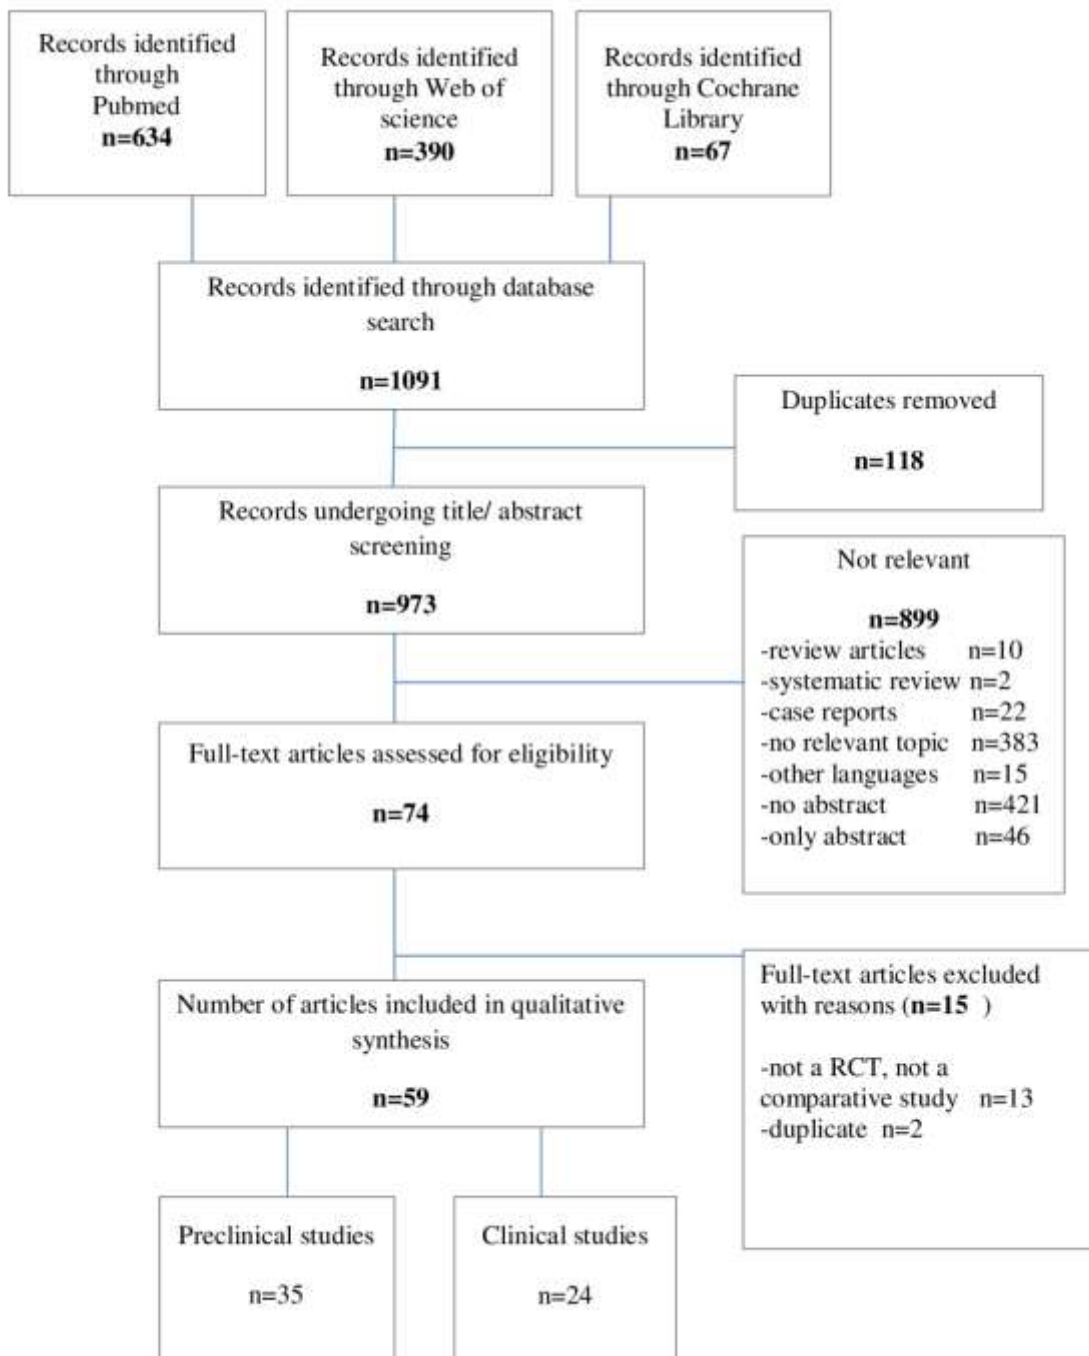 Records identified
through
Pubmed
n=634
Records identified
through Web of
science
n=390
Records identified
through Cochrane
Library
n=67
Records identified through database
search
n=1091
Duplicates removed
n=118
Records undergoing title/ abstract
screening
n=973
Not relevant
n=899
-review articles n=10
-systematic review n=2
-case reports n=22
-no relevant topic n=383
-other languages n=15
-no abstract n=421
-only abstract n=46
Full-text articles assessed for eligibility
n=74
Full-text articles excluded
with reasons (n=15 )
-not a RCT, not a
comparative study n=13
-duplicate n=2
Number of articles included in qualitative
synthesis
n=59
Preclinical studies
n=35
Clinical studies
n=24